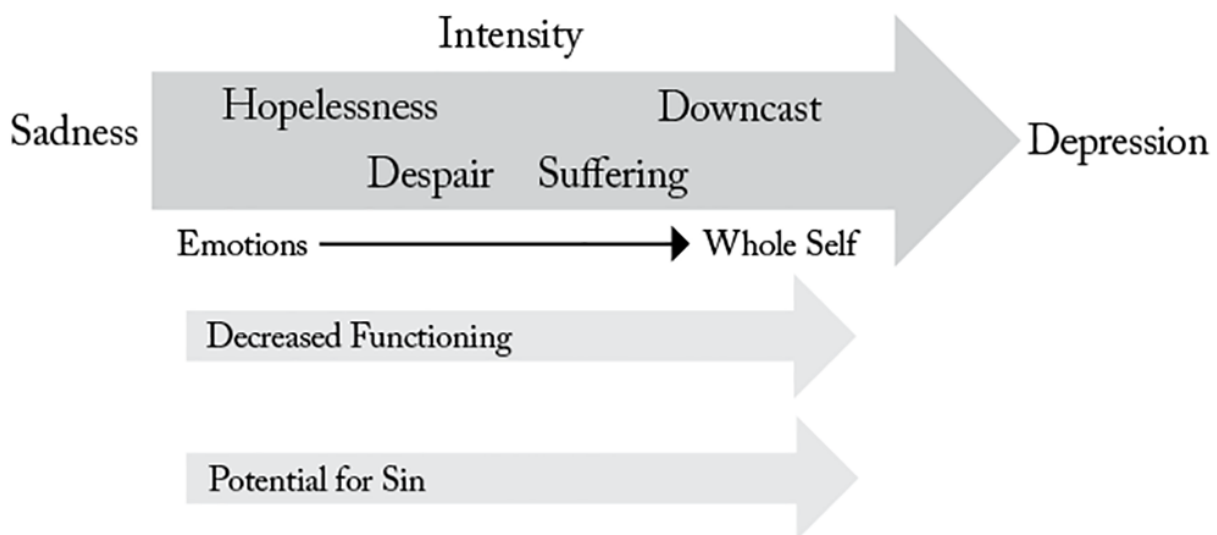 Intensity
Hopelessness Downcast
Sadness
Depression
Despair Suffering
Emotions Whole Self
Decreased Functioning
Potential for Sin